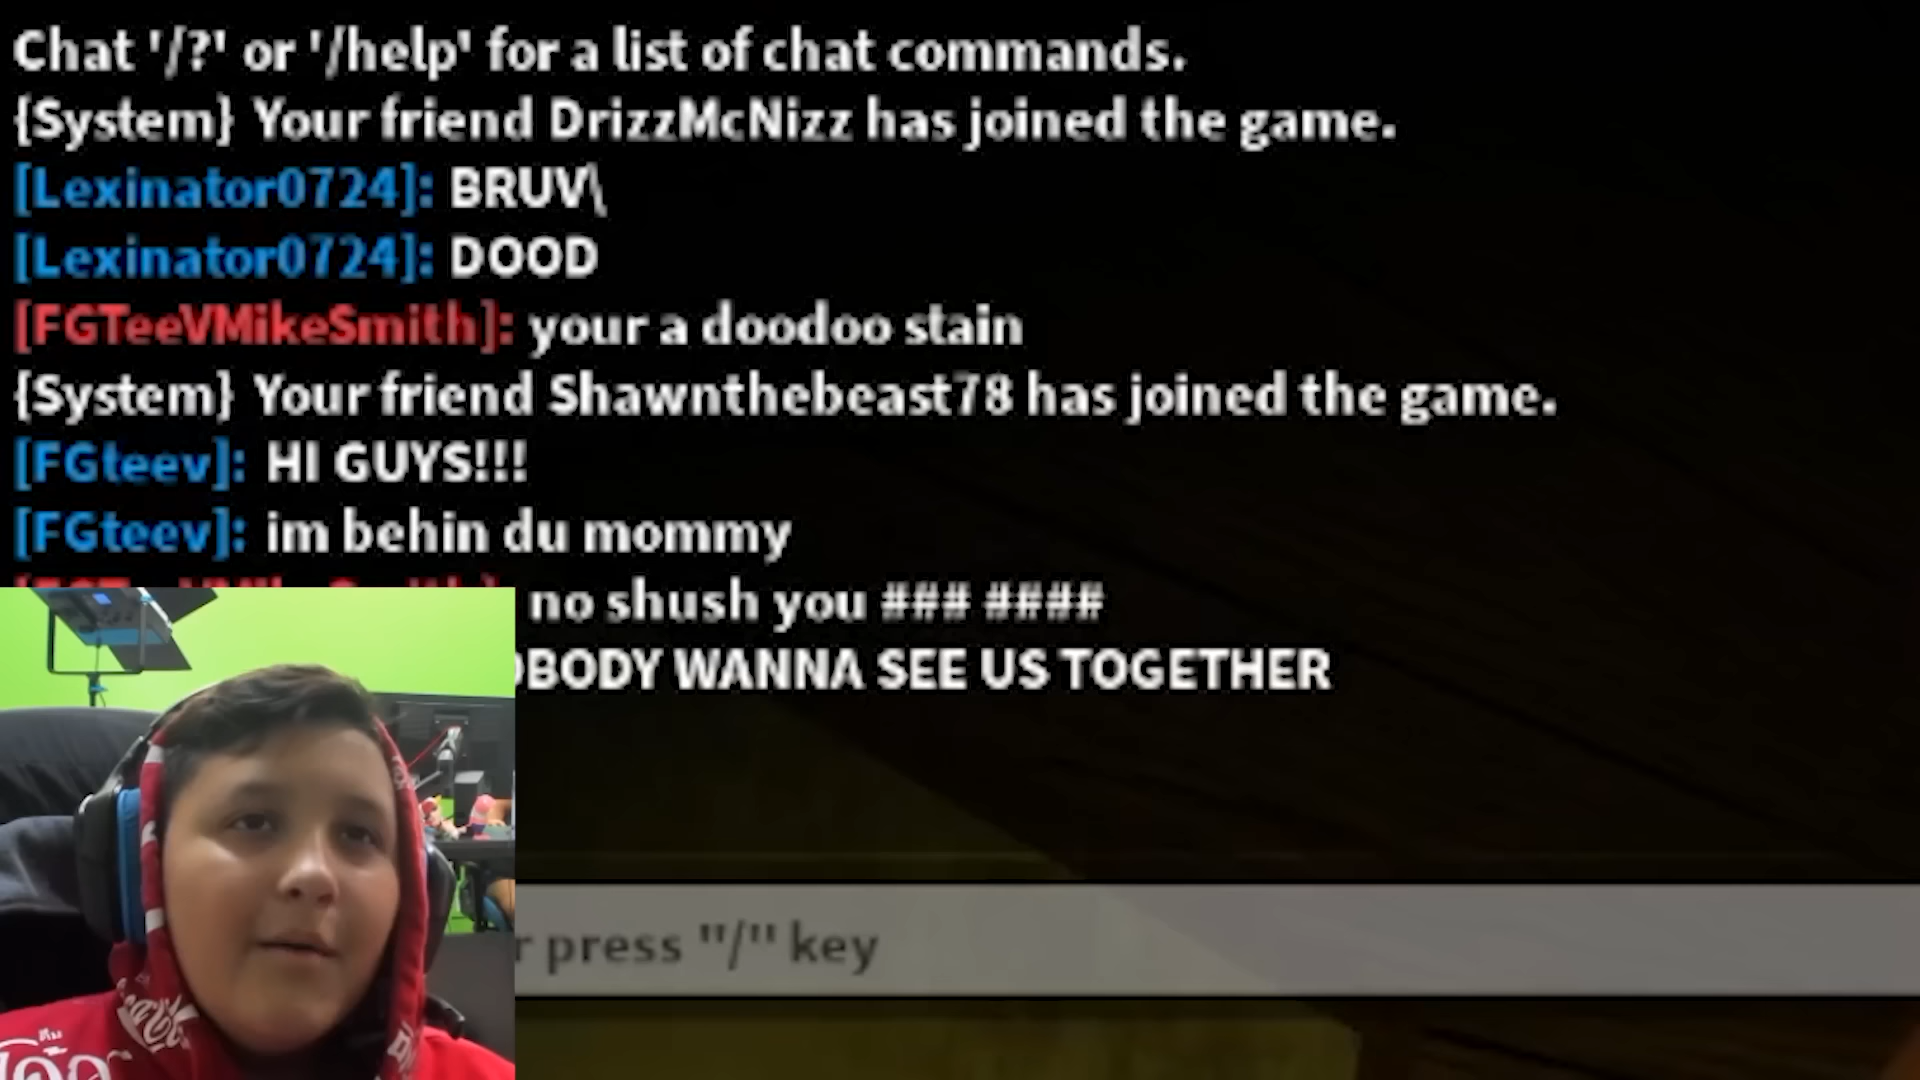 Chat '/?' or '/help' for a list of chat commands.
{System} Your friend DrizzMcNizz has joined the game.
[Lexinator0724]: BRUV\
[Lexinator0724]: DOOD
[FGTeeVMikeSmith]: your a doodoo stain
{System} Your friend Shawnthebeast78 has joined the game.
[FGteev]: HI GUYS!!!
[FGteev]: im behin du mommy
no shush you ### ####
OBODY WANNA SEE US TOGETHER
r press "/" key